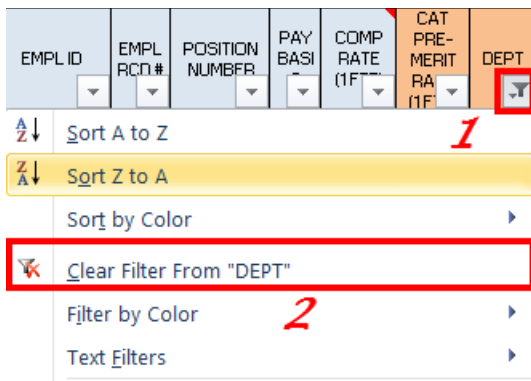 EMPL ID
EMPL
RCD #
POSITION
NUMBER
PAY
BASI
COMP
RATE
(1FTE)
CAT
PRE-
MERIT
RA
(1F
DEPT
1
Sort A to Z
Sort Z to A
Sort by Color
Clear Filter From "DEPT"
Filter by Color
2
Text Filters